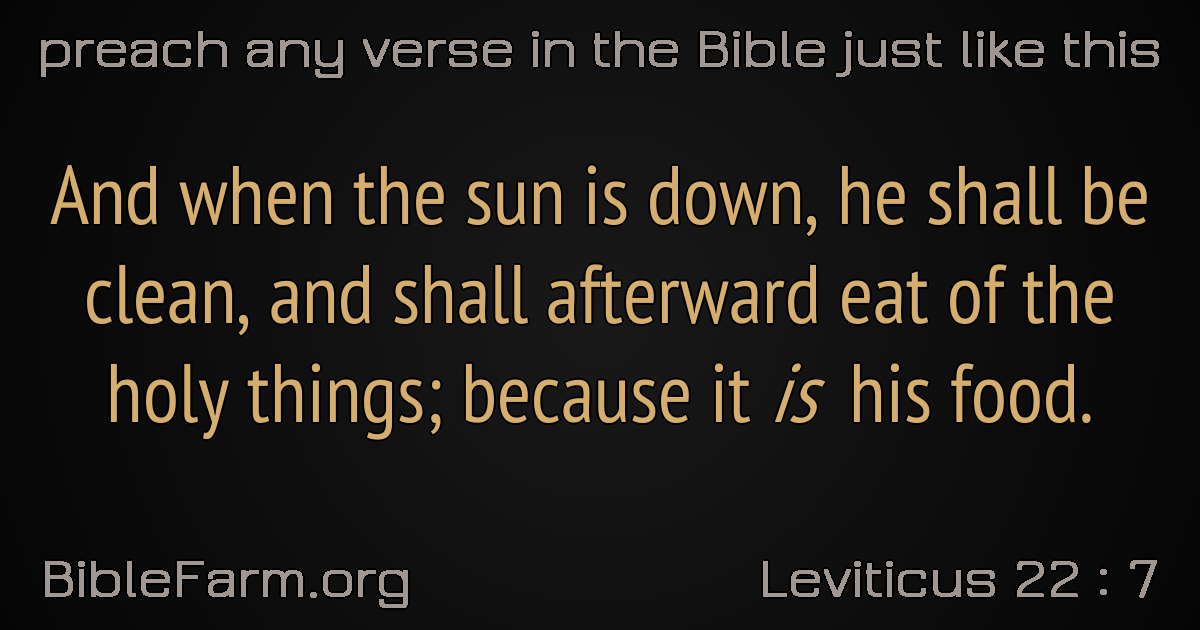 preach any verse in the Bible just like this
And when the sun is down, he shall be
clean, and shall afterward eat of the
holy things; because it is his food.
BibleFarm.org
Leviticus 22 : 7